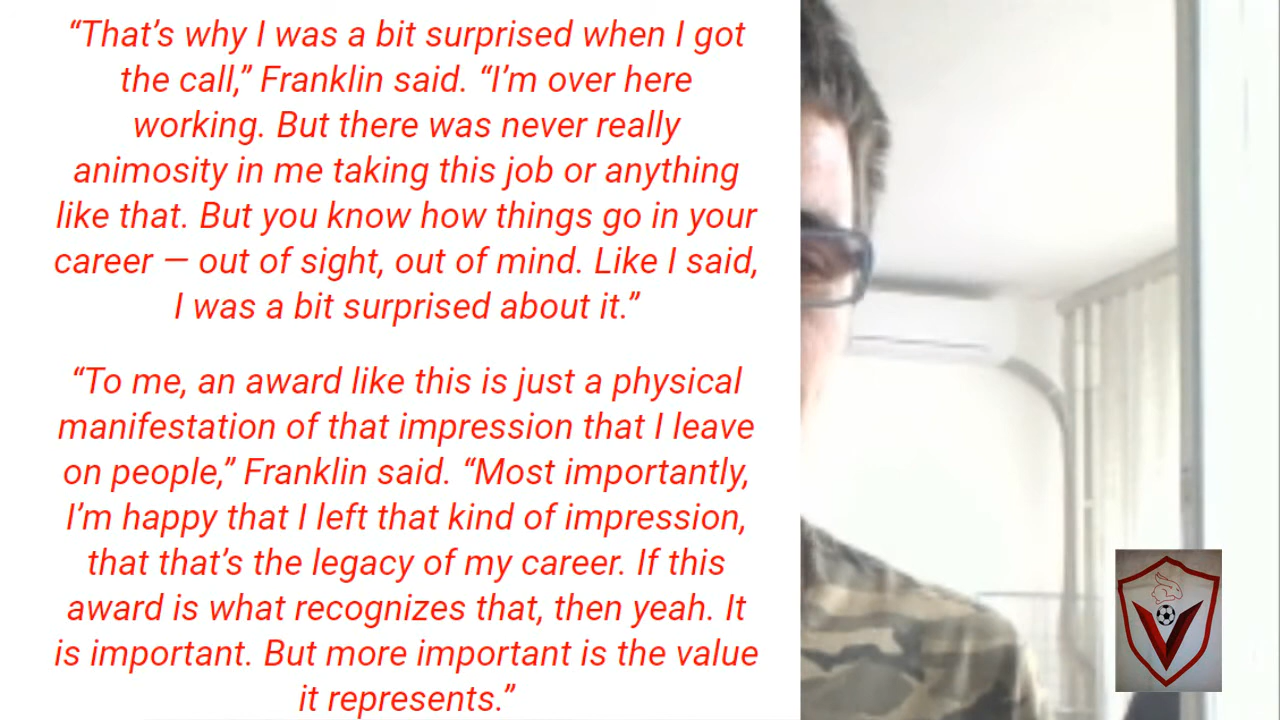 “That’s why I was a bit surprised when I got
the call,” Franklin said. “I’m over here
working. But there was never really
animosity in me taking this job or anything
like that. But you know how things go in your
career — out of sight, out of mind. Like I said,
I was a bit surprised about it.”
“To me, an award like this is just a physical
manifestation of that impression that I leave
on people,” Franklin said. “Most importantly,
I’m happy that I left that kind of impression,
that that’s the legacy of my career. If this
award is what recognizes that, then yeah. It
is important. But more important is the value
it represents.”